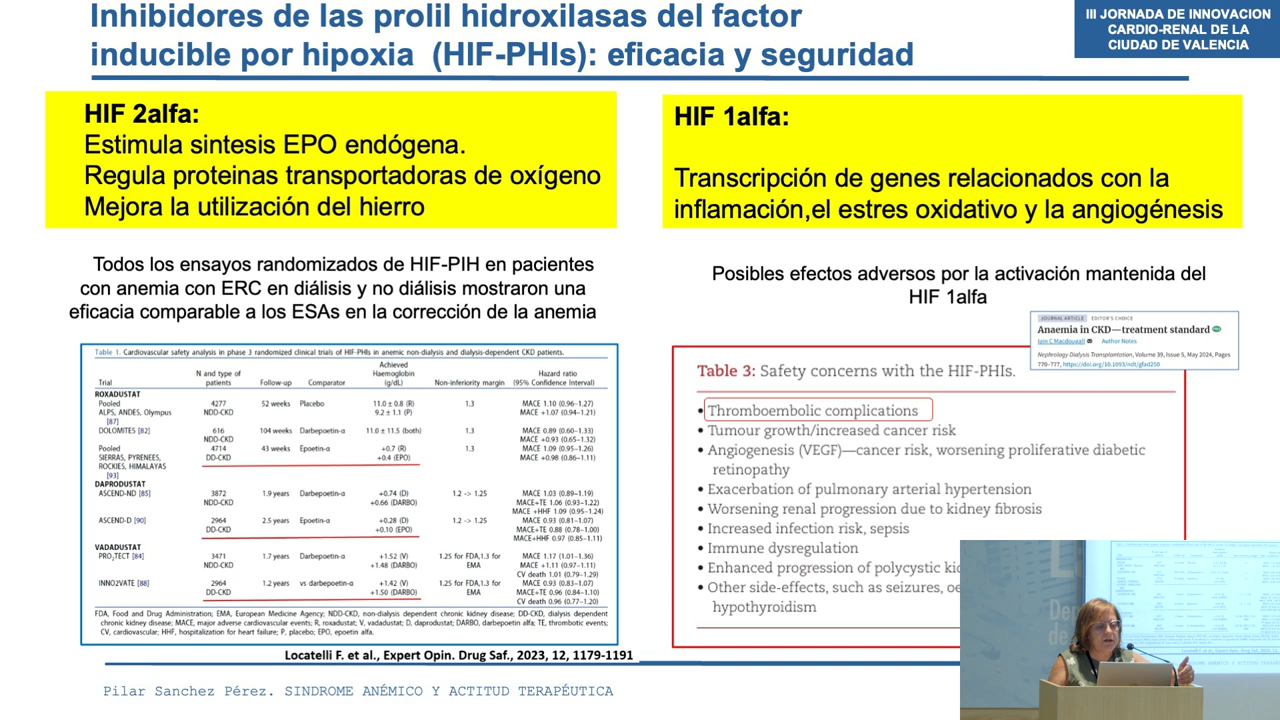 Inhibidores de las prolil hidroxilasas del factor
inducible por hipoxia (HIF-PHIs): eficacia y seguridad
III JORNADA DE INNOVACION
CARDIO-RENAL DE LA
CIUDAD DE VALENCIA
HIF 2alfa:
Estimula sintesis EPO endógena.
Regula proteinas transportadoras de oxígeno
Mejora la utilización del hierro
HIF 1alfa:
Transcripción de genes relacionados con la
inflamación,el estres oxidativo y la angiogénesis
Todos los ensayos randomizados de HIF-PIH en pacientes
con anemia con ERC en diálisis y no diálisis mostraron una
eficacia comparable a los ESAs en la corrección de la anemia
Posibles efectos adversos por la activación mantenida del
HIF 1alfa
Table 1. Cardiovascular safety analysis in phase 3 randomized clinical trials of HIF-PHIs in anemic non-dialysis and dialysis-dependent CKD patients.
Trial N and type of patients Follow-up Comparator Achieved Haemoglobin (g/dL) Non-inferiority margin Hazard ratio (95% Confidence Interval)
ROXADUSTAT
Pooled 4277 52 weeks Placebo 11.0 ± 0.8 (R) 1.3 MACE 1.10 (0.96–1.27)
ALPS, ANDES, Olympus NDD-CKD 9.2 ± 1.1 (P) MACE +1.07 (0.94–1.21)
[87]
DOLOMITES [82] 616 104 weeks Darbepoetin-α 11.0 ± 11.5 (both) 1.3 MACE 0.89 (0.60–1.33)
NDD-CKD MACE +0.93 (0.65–1.32)
Pooled 4714 43 weeks Epoetin-α +0.7 (R) 1.3 MACE 1.09 (0.95–1.26)
SIERRAS, PYRENEES, DD-CKD +0.4 (EPO) MACE +0.98 (0.86–1.11)
ROCKIES, HIMALAYAS
[93]
DAPRODUSTAT
ASCEND-ND [85] 3872 1.9 years Darbepoetin-α +0.74 (D) 1.2 -> 1.25 MACE 1.03 (0.89–1.19)
NDD-CKD +0.66 (DARBO) MACE+TE 1.06 (0.93–1.22)
MACE +HHF 1.09 (0.95–1.24)
ASCEND-D [90] 2964 2.5 years Epoetin-α +0.28 (D) 1.2 -> 1.25 MACE 0.93 (0.81–1.07)
DD-CKD +0.10 (EPO) MACE+TE 0.88 (0.78–1.00)
MACE+HHF 0.97 (0.85–1.11)
VADADUSTAT
PRO2TECT [84] 3471 1.7 years Darbepoetin-α +1.52 (V) 1.25 for FDA,1.3 for MACE 1.17 (1.01–1.36)
NDD-CKD +1.48 (DARBO) EMA MACE +1.11 (0.97–1.11)
CV death 1.01 (0.79–1.29)
INNO2VATE [88] 2964 1.2 years vs darbepoetin-α +1.42 (V) 1.25 for FDA,1.3 for MACE 0.93 (0.83–1.07)
DD-CKD +1.50 (DARBO) EMA MACE+TE 0.96 (0.84–1.10)
CV death 0.96 (0.77–1.20)
FDA, Food and Drug Administration; EMA, European Medicine Agency; NDD-CKD, non-dialysis dependent chronic kidney disease; DD-CKD, dialysis dependent
chronic kidney disease; MACE, major adverse cardiovascular events; R, roxadustat; V, vadadustat; D, daprodustat; DARBO, darbepoetin alfa; TE, thrombotic events;
CV, cardiovascular; HHF, hospitalization for heart failure; P, placebo; EPO, epoetin alfa.
Locatelli F. et al., Expert Opin. Drug Saf., 2023, 12, 1179-1191
JOURNAL ARTICLE EDITOR'S CHOICE
Anaemia in CKD—treatment standard
Iain C Macdougall Author Notes
Nephrology Dialysis Transplantation, Volume 39, Issue 5, May 2024, Pages
770–777, https://doi.org/10.1093/ndt/gfad250
Table 3: Safety concerns with the HIF-PHIs.
• Thromboembolic complications
• Tumour growth/increased cancer risk
• Angiogenesis (VEGF)—cancer risk, worsening proliferative diabetic
retinopathy
• Exacerbation of pulmonary arterial hypertension
• Worsening renal progression due to kidney fibrosis
• Increased infection risk, sepsis
• Immune dysregulation
• Enhanced progression of polycystic
• Other side-effects, such as seizures,
hypothyroidism
Pilar Sanchez Pérez. SINDROME ANÉMICO Y ACTITUD TERAPÉUTICA